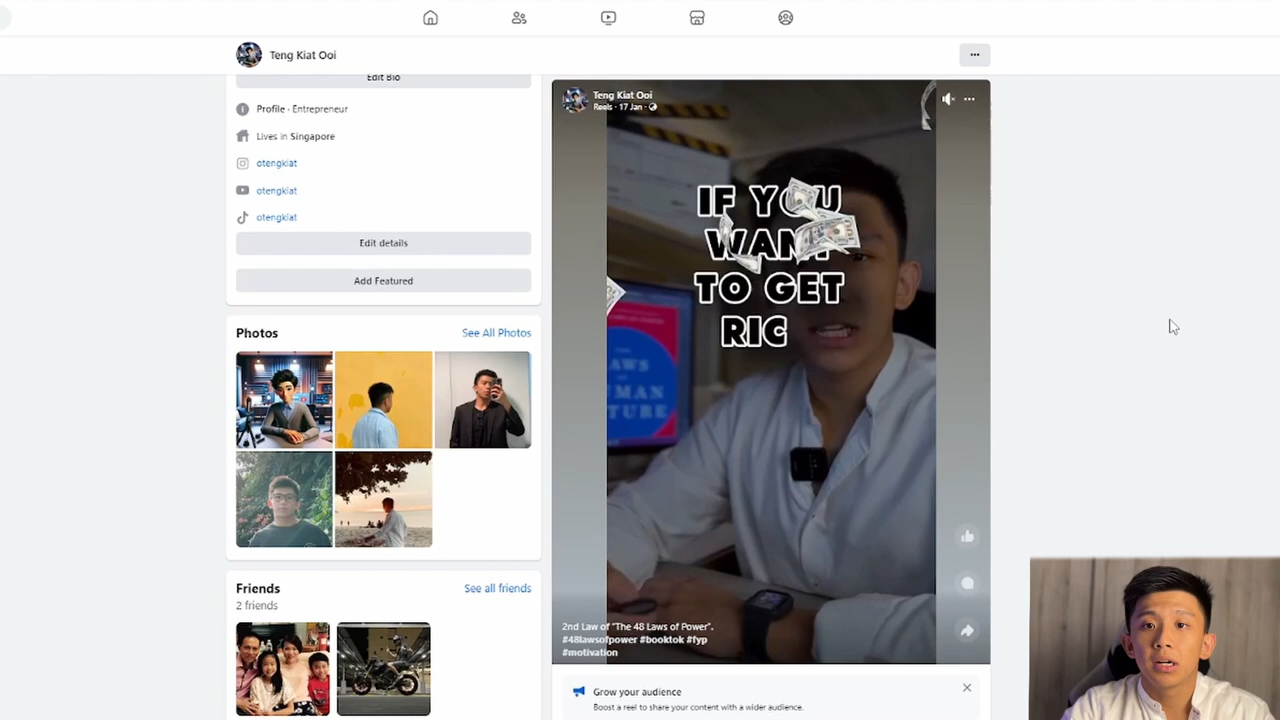 Teng Kiat Ooi
Edit Bio
Profile · Entrepreneur
Lives in Singapore
otengkiat
otengkiat
otengkiat
Edit details
Add Featured
Photos
See All Photos
Friends
See all friends
2 friends
Teng Kiat Ooi
Reels · 17 Jan ·
IF YOU
WANT
TO GET
RIC
LAWS
UMAN
TURE
2nd Law of "The 48 Laws of Power".
#48lawsofpower #booktok #fyp
#motivation
Grow your audience
Boost a reel to share your content with a wider audience.